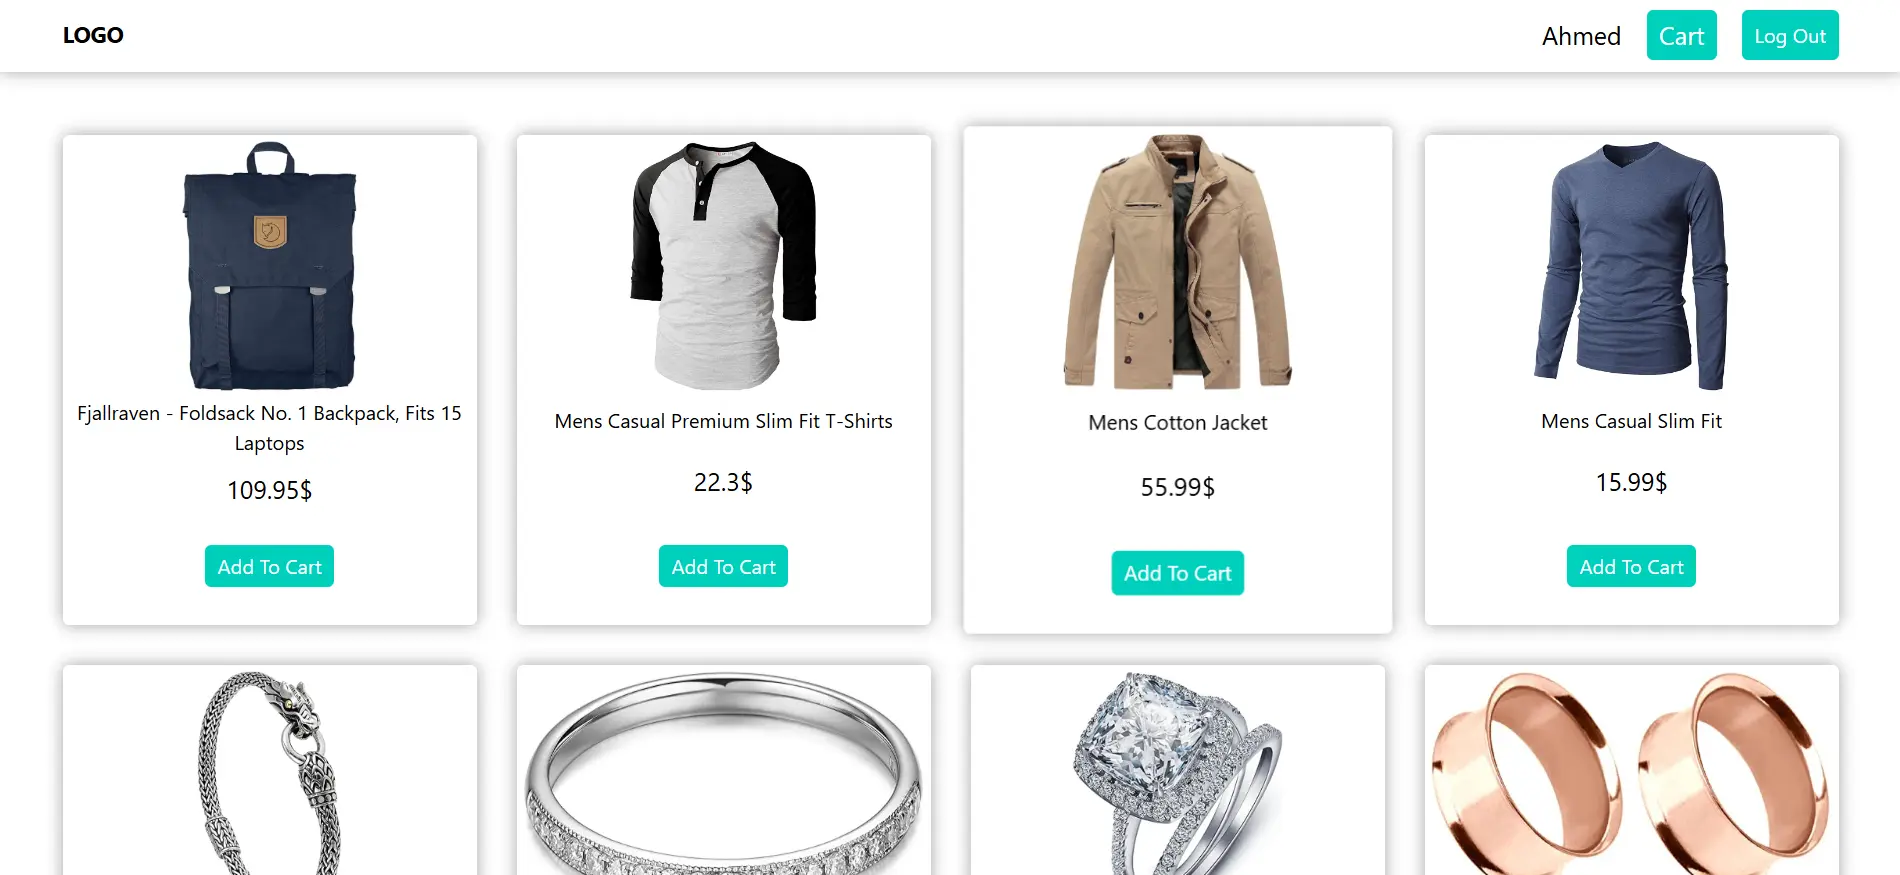 LOGO
Ahmed
Cart
Log Out
Fjallraven - Foldsack No. 1 Backpack, Fits 15
Laptops
109.95$
Add To Cart
Mens Casual Premium Slim Fit T-Shirts
22.3$
Add To Cart
Mens Cotton Jacket
55.99$
Add To Cart
Mens Casual Slim Fit
15.99$
Add To Cart